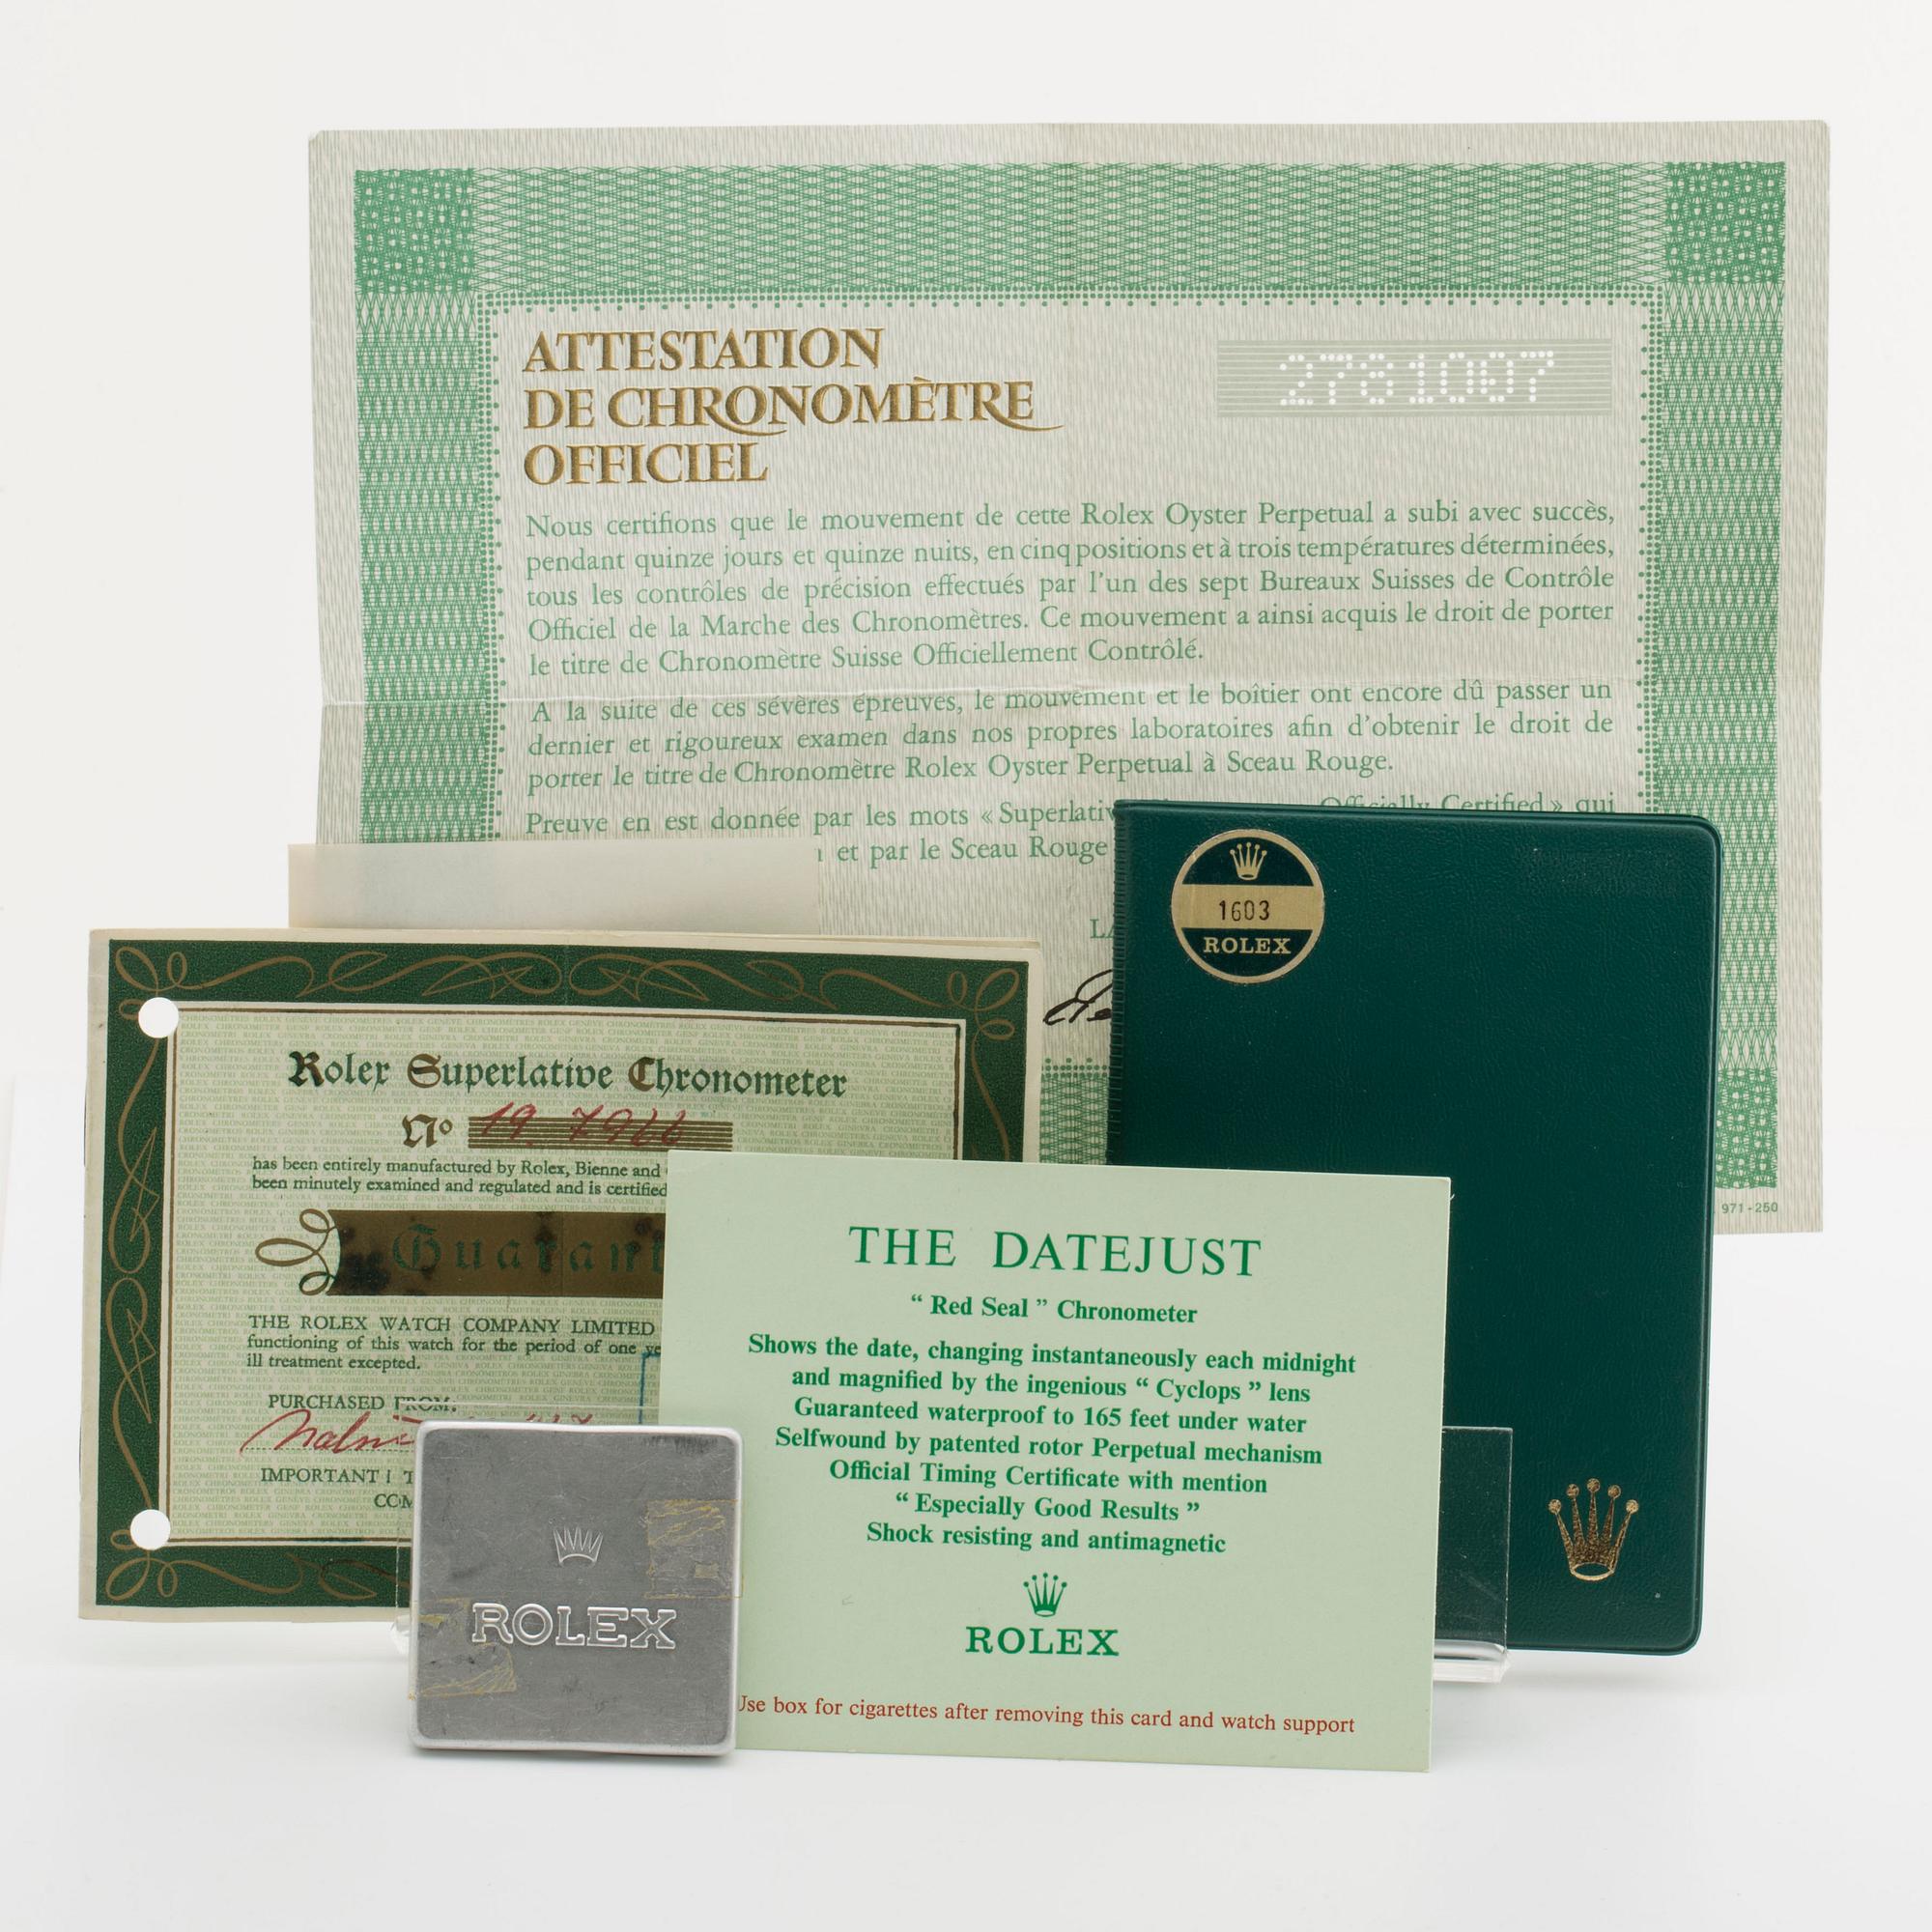 ATTESTATION
DE CHRONOMÈTRE
OFFICIEL
2781007
Nous certifions que le mouvement de cette Rolex Oyster Perpetual a subi avec succès,
pendant quinze jours et quinze nuits, en cinq positions et à trois températures déterminées,
tous les contrôles de précision effectués par l'un des sept Bureaux Suisses de Contrôle
Officiel de la Marche des Chronomètres. Ce mouvement a ainsi acquis le droit de porter
le titre de Chronomètre Suisse Officiellement Contrôlé.
A la suite de ces sévères épreuves, le mouvement et le boîtier ont encore dû passer un
dernier et rigoureux examen dans nos propres laboratoires afin d'obtenir le droit de
porter le titre de Chronomètre Rolex Oyster Perpetual à Sceau Rouge.
Preuve en est donnée par les mots « Superlativ Officially Certified » qui
et par le Sceau Rouge
971-250
1603
ROLEX
Rolex Superlative Chronometer
Nº
has been entirely manufactured by Rolex, Bienne and
been minutely examined and regulated and is certified
Guarant
THE ROLEX WATCH COMPANY LIMITED
functioning of this watch for the period of one ye
ill treatment excepted.
PURCHASED FROM:
IMPORTANT !
COM
THE DATEJUST
“ Red Seal ” Chronometer
Shows the date, changing instantaneously each midnight
and magnified by the ingenious “ Cyclops ” lens
Guaranteed waterproof to 165 feet under water
Selfwound by patented rotor Perpetual mechanism
Official Timing Certificate with mention
“ Especially Good Results ”
Shock resisting and antimagnetic
ROLEX
Use box for cigarettes after removing this card and watch support
ROLEX